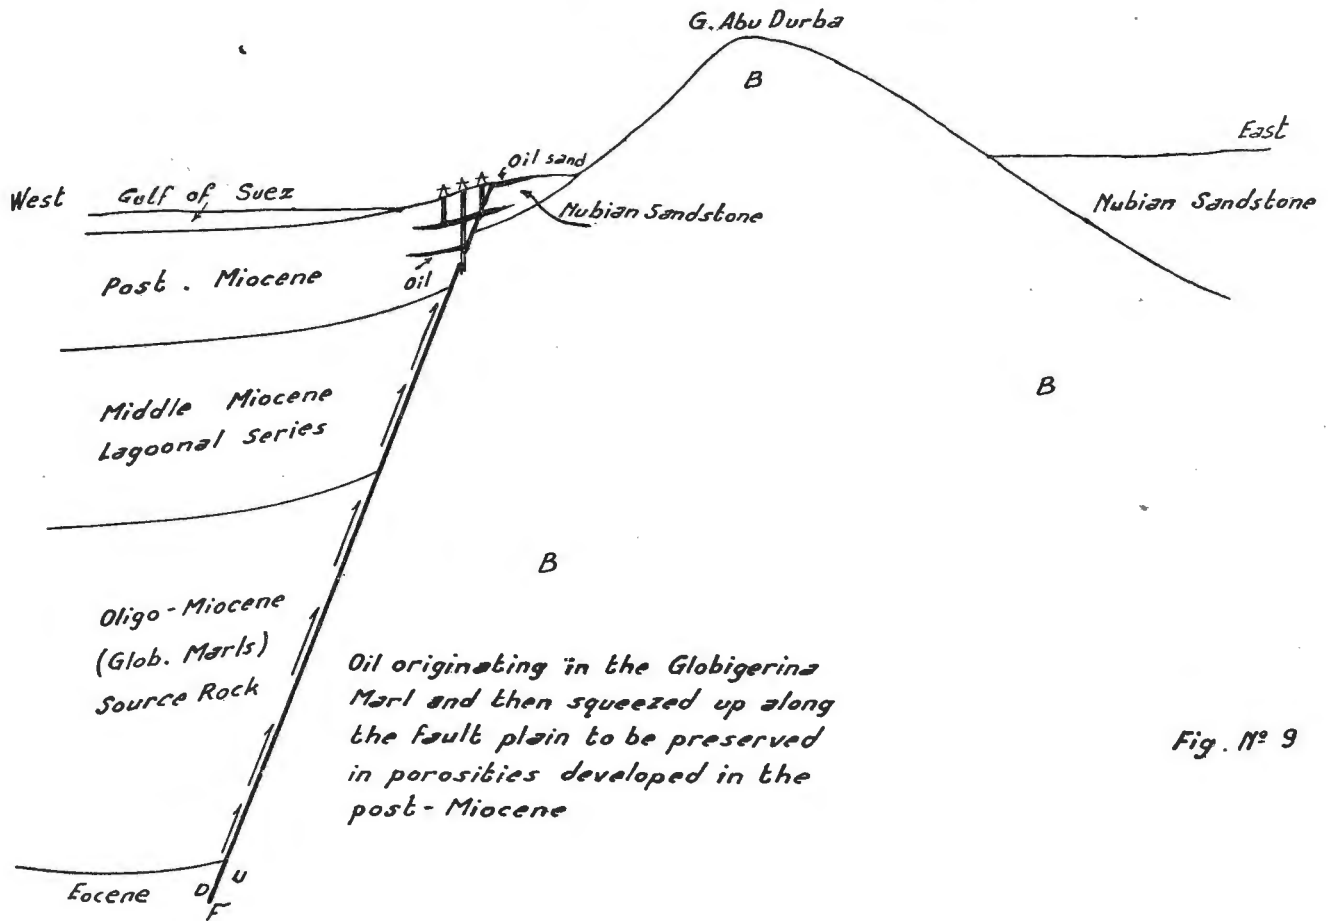 G. Abu Durba
B
East
Oil sand
West
Gulf of Suez
Nubian Sandstone
Nubian Sandstone
Oil
Post. Miocene
B
Middle Miocene
Lagoonal Series
B
Oligo-Miocene
(Glob. Marls)
Source Rock
Oil originating in the Globigerina
Marl and then squeezed up along
the fault plain to be preserved
in porosities developed in the
post-Miocene
Fig. Nº 9
Eocene
D U
F